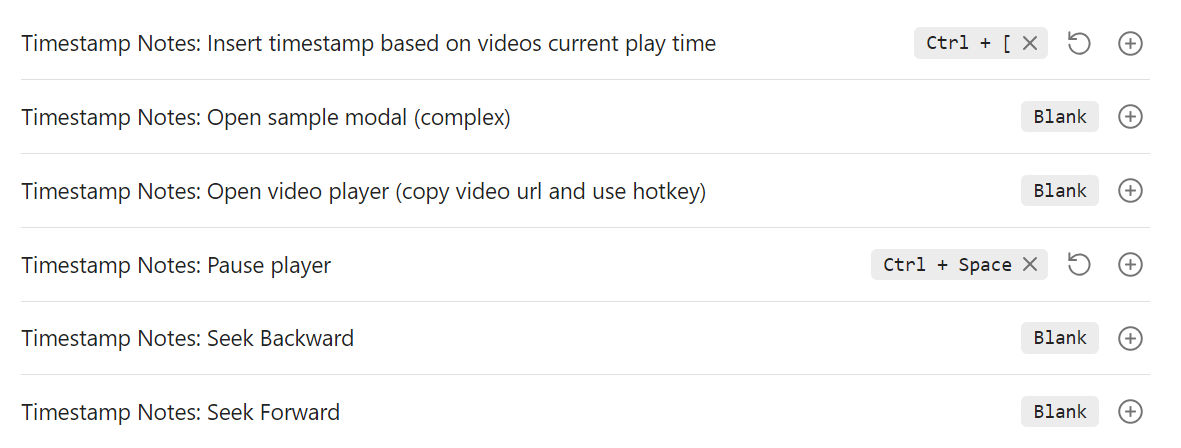 Timestamp Notes: Insert timestamp based on videos current play time Ctrl + [
Timestamp Notes: Open sample modal (complex) Blank
Timestamp Notes: Open video player (copy video url and use hotkey) Blank
Timestamp Notes: Pause player Ctrl + Space
Timestamp Notes: Seek Backward Blank
Timestamp Notes: Seek Forward Blank